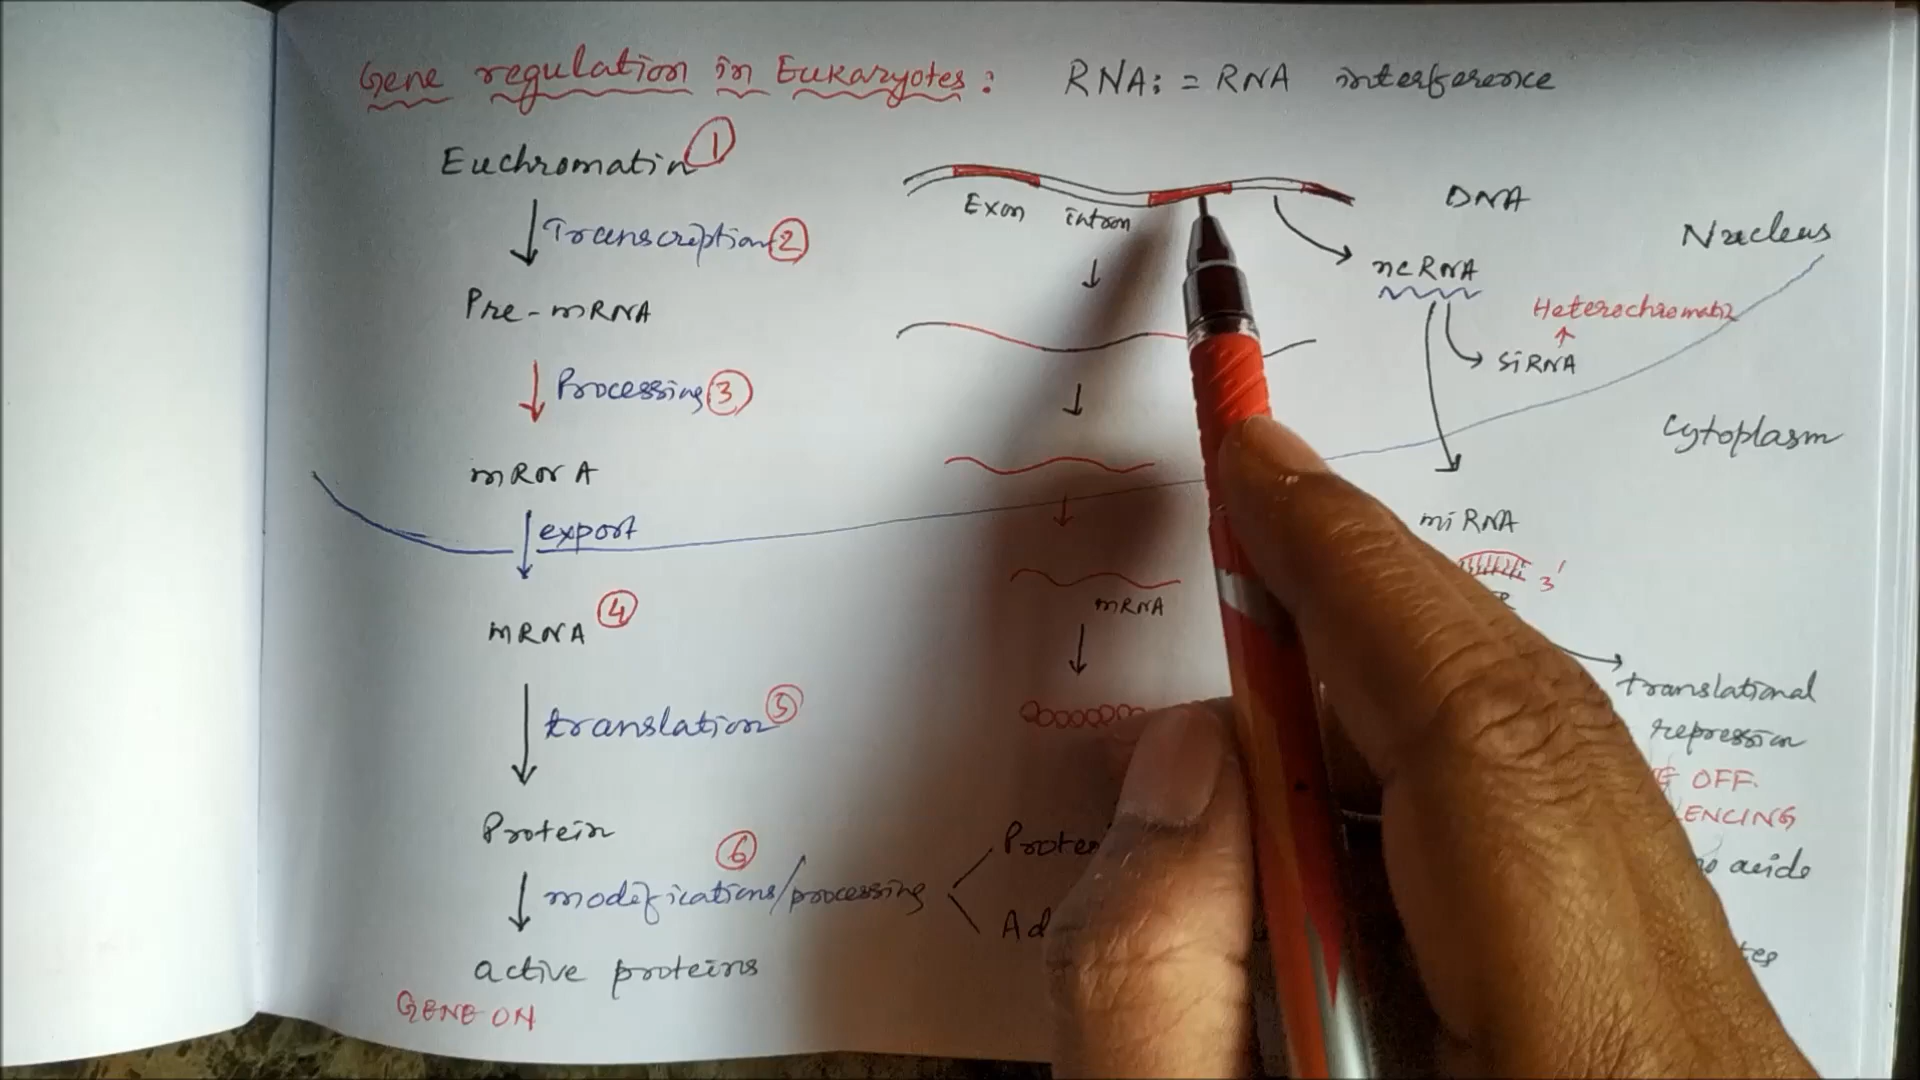 Gene regulation in Eukaryotes: RNAi = RNA interference
Euchromatin 1
Transcription 2
Pre-mRNA
Processing 3
mRNA
export
mRNA 4
translation 5
Protein
6
modifications/processing
active proteins
GENE ON
Exon intron
DNA
Nucleus
ncRNA
siRNA
Cytoplasm
miRNA
3'
mRNA
translational
repression
OFF.